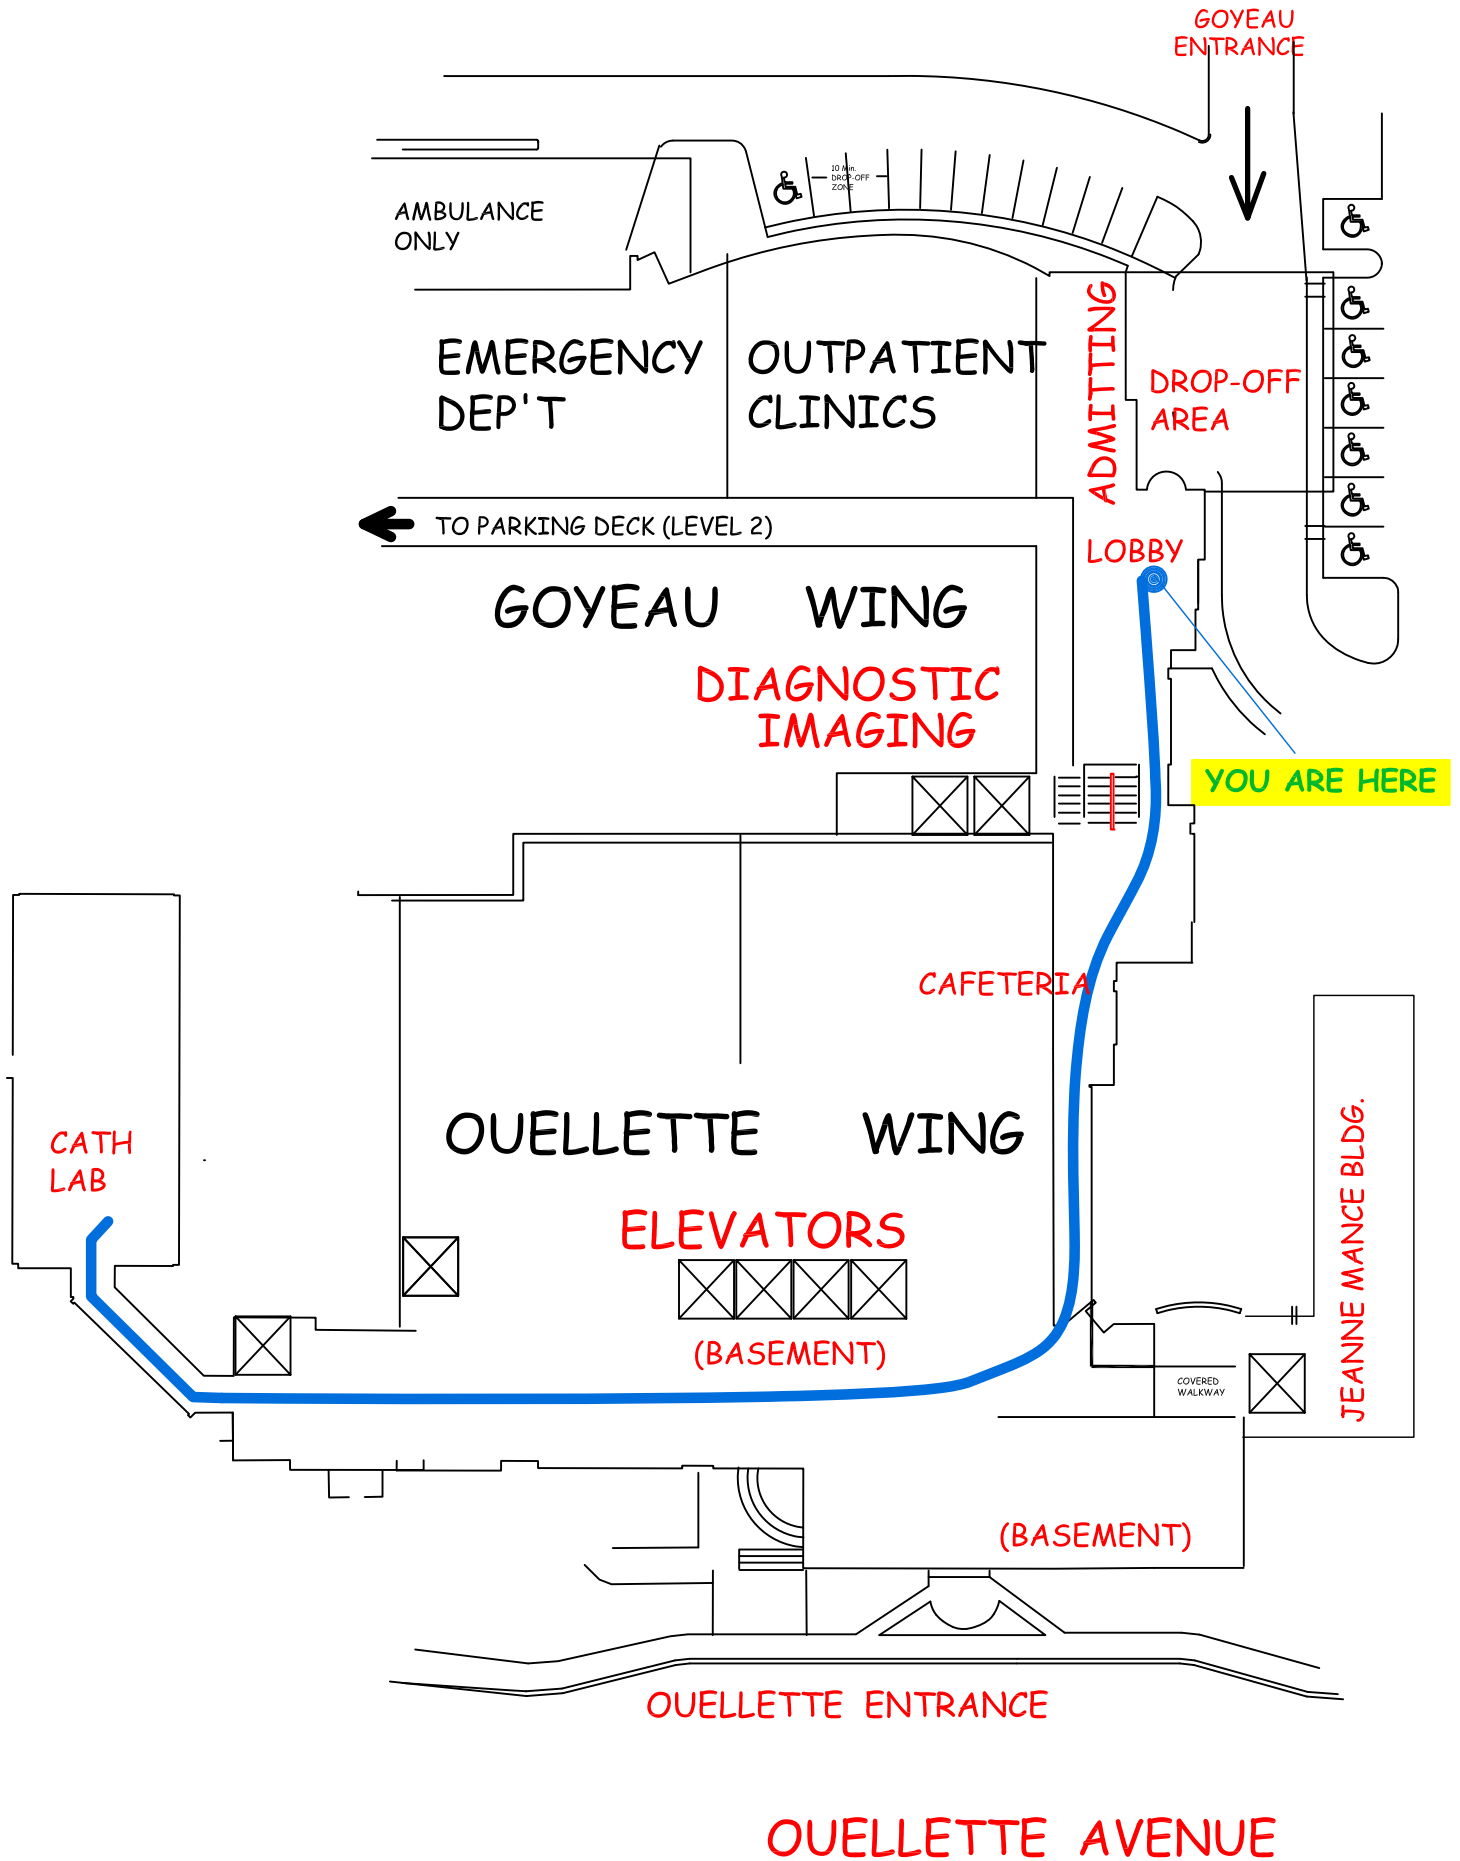 GOYEAU
ENTRANCE
10 Min.
DROP-OFF
ZONE
AMBULANCE
ONLY
EMERGENCY
DEP'T
OUTPATIENT
CLINICS
ADMITTING
DROP-OFF
AREA
TO PARKING DECK (LEVEL 2)
LOBBY
GOYEAU WING
DIAGNOSTIC
IMAGING
YOU ARE HERE
CAFETERIA
OUELLETTE WING
CATH
LAB
JEANNE MANCE BLDG.
ELEVATORS
(BASEMENT)
COVERED
WALKWAY
(BASEMENT)
OUELLETTE ENTRANCE
OUELLETTE AVENUE